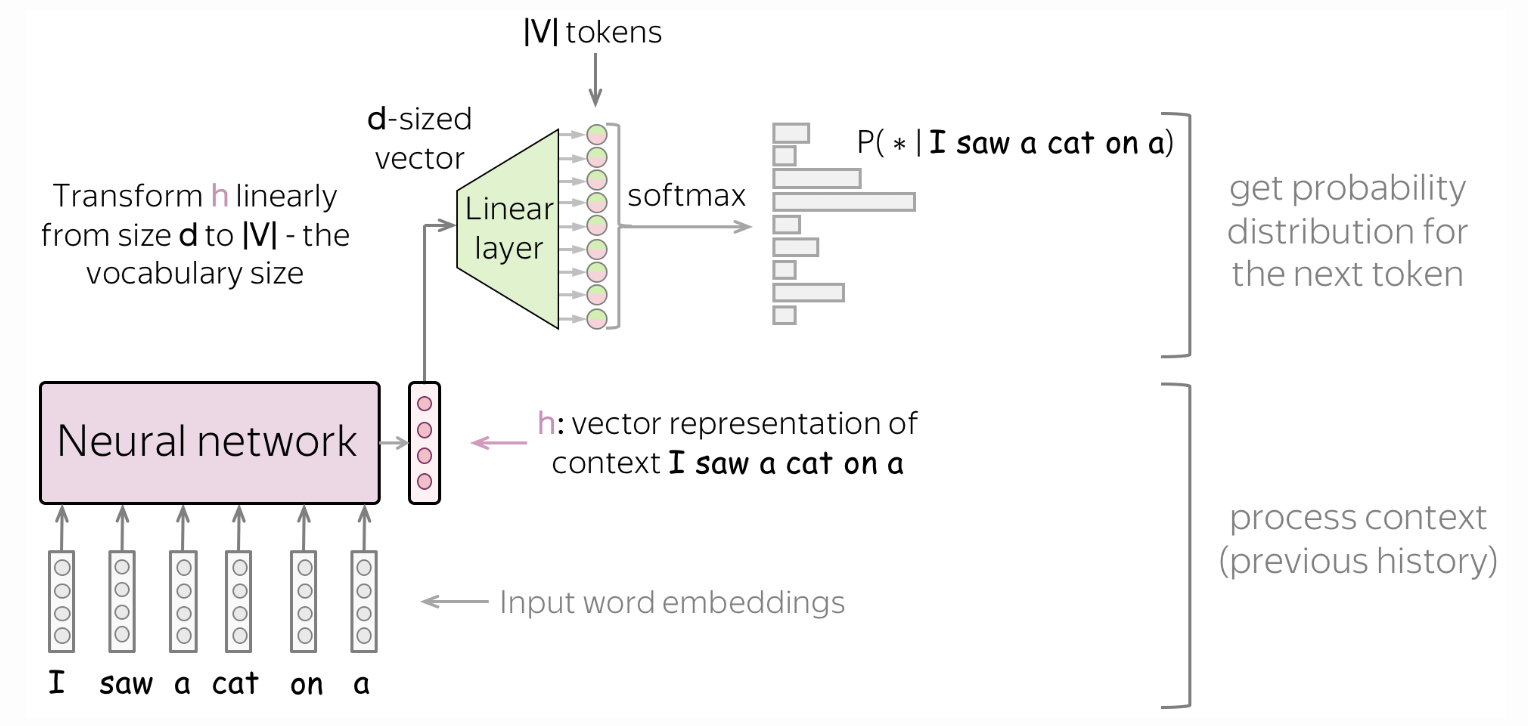 |V| tokens
d-sized
vector
Transform h linearly
from size d to |V| - the
vocabulary size
Linear
layer
softmax
P( * | I saw a cat on a)
get probability
distribution for
the next token
Neural network
h: vector representation of
context I saw a cat on a
process context
(previous history)
Input word embeddings
I saw a cat on a